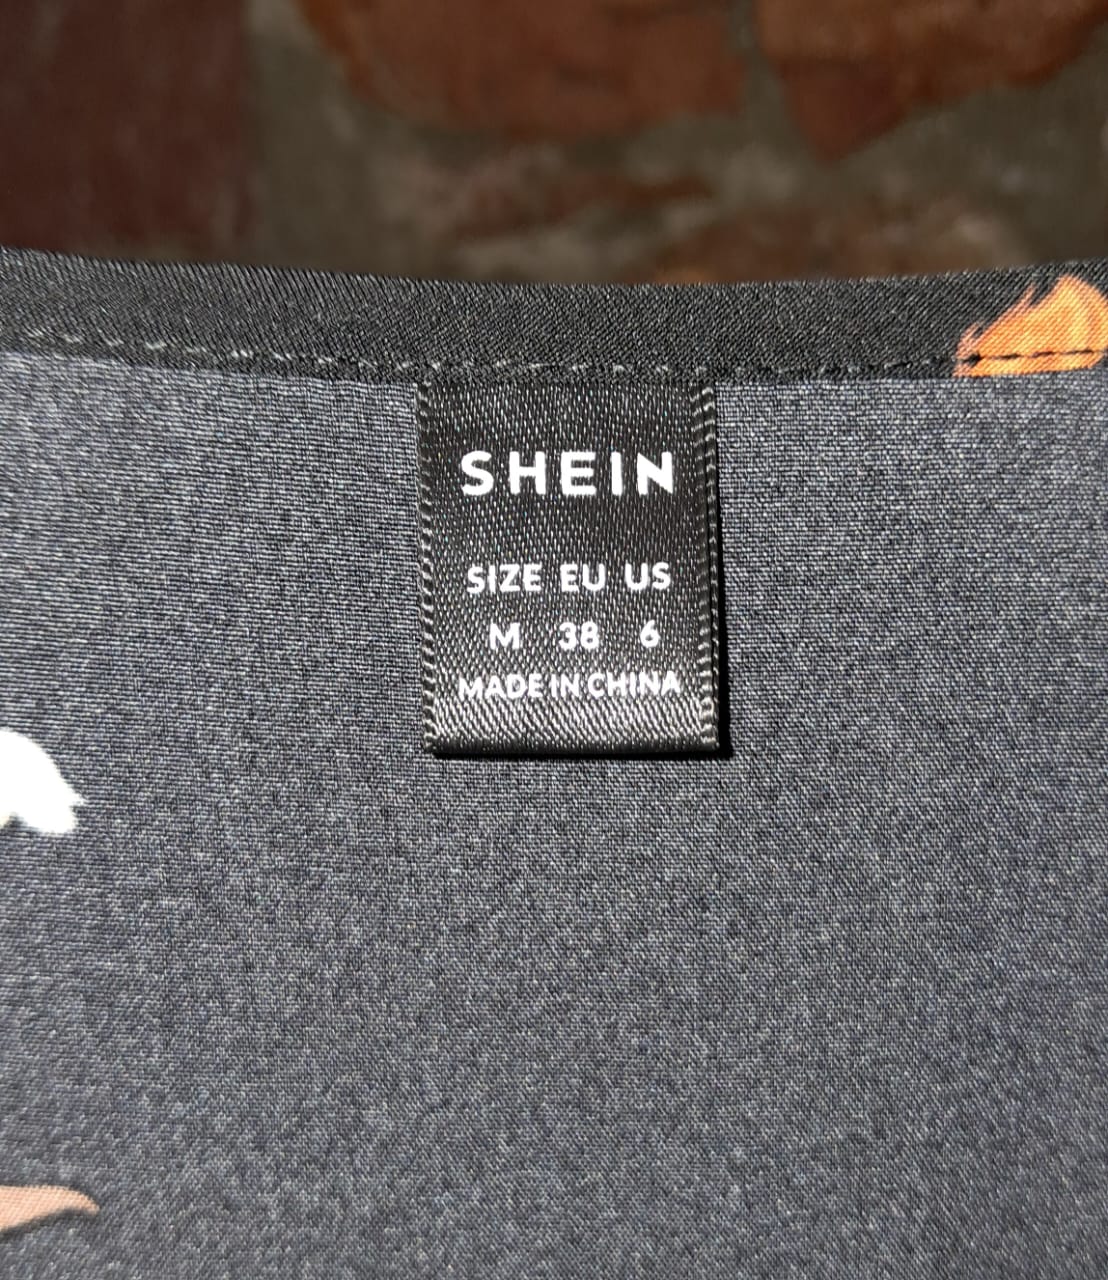 SHEIN
SIZE EU US
M 38 6
MADE IN CHINA